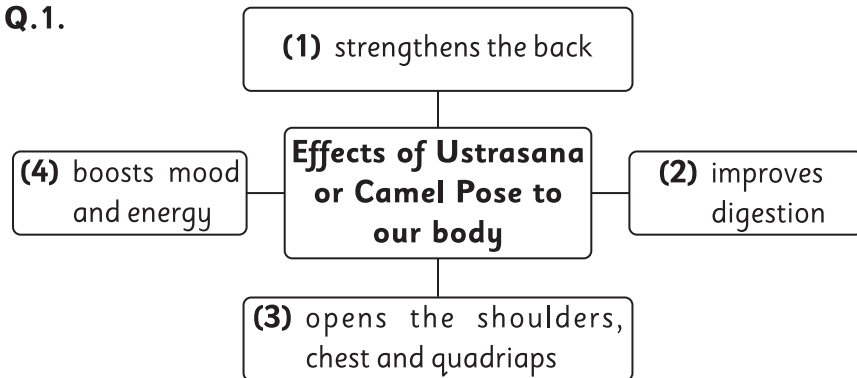 Q.1.
(1) strengthens the back
Effects of Ustrasana
or Camel Pose to
our body
(4) boosts mood
and energy
(2) improves
digestion
(3) opens the shoulders,
chest and quadriaps